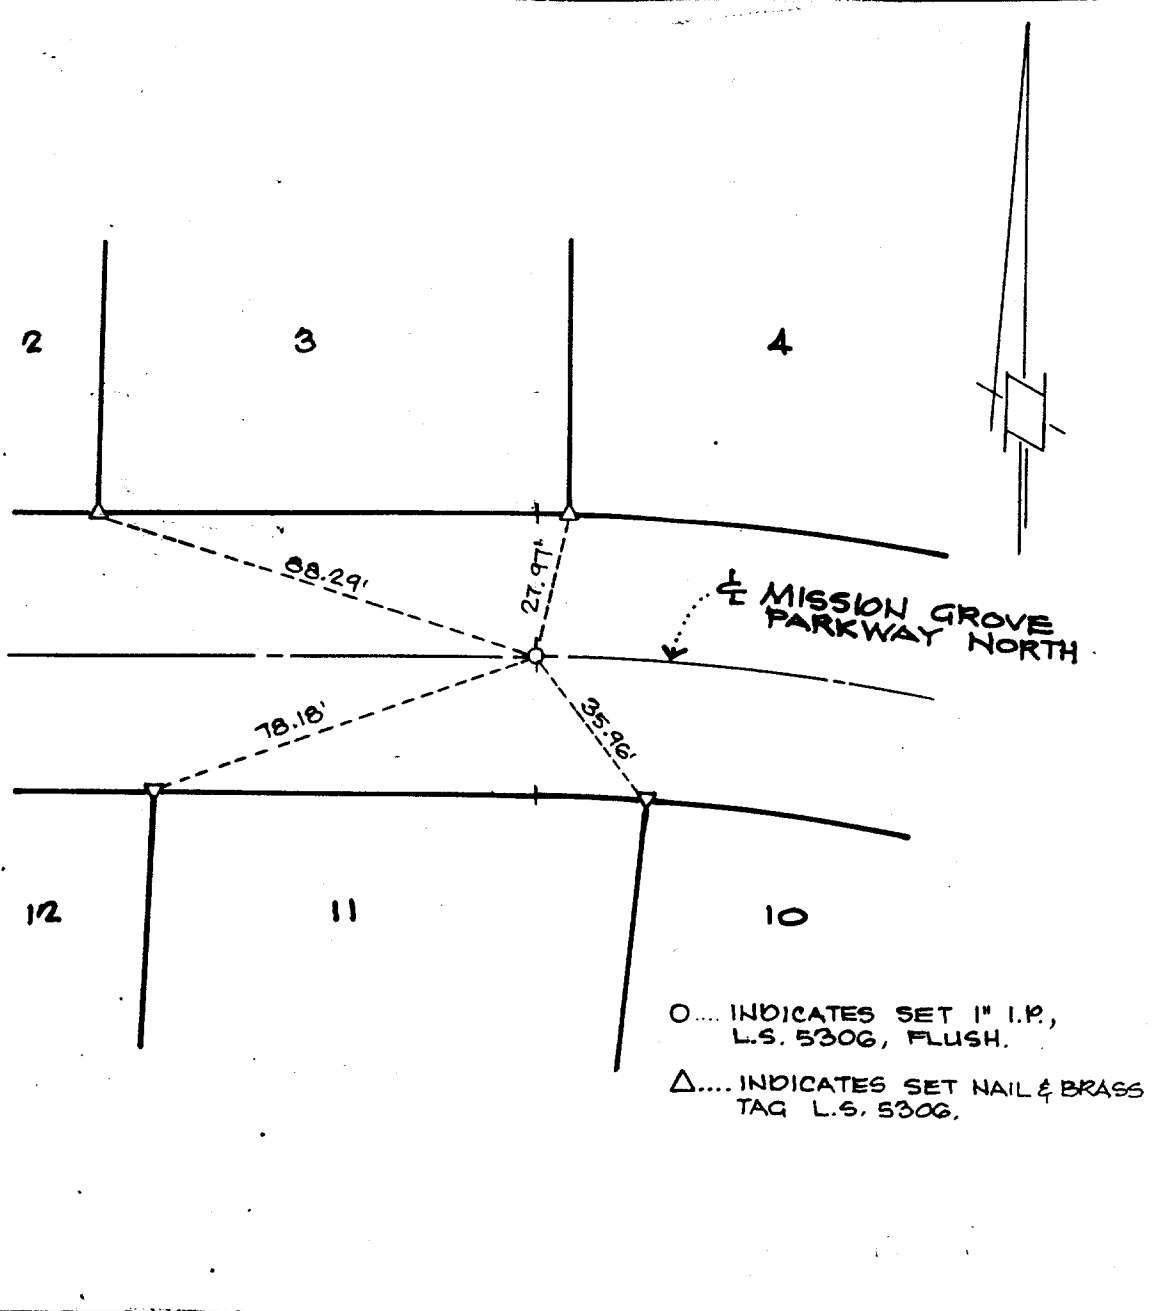 2
3
4
88.29'
27.97'
℄ MISSION GROVE
PARKWAY NORTH
78.18'
35.96'
12
11
10
O.... INDICATES SET 1" I.P.,
L.S. 5306, FLUSH.
△.... INDICATES SET NAIL & BRASS
TAG L.S. 5306.